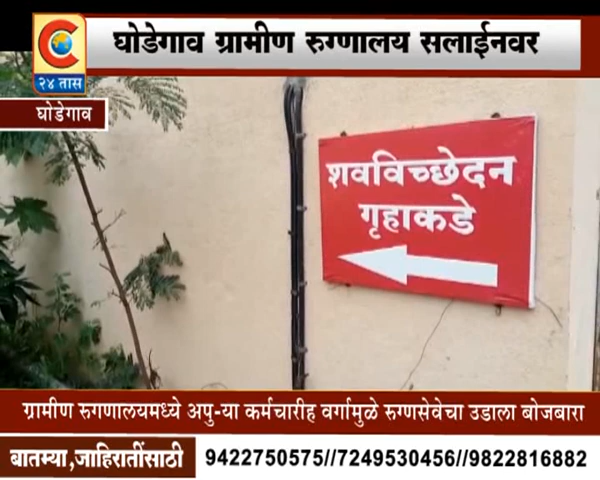 C
घोडेगाव ग्रामीण रुग्णालय सलाईनवर
२४ तास
घोडेगाव
शवविच्छेदन
गृहाकडे
ग्रामीण रुगणालयमध्ये अपु-या कर्मचारीह वर्गामुळे रुग्णसेवेचा उडाला बोजबारा
बातम्या,जाहिरातींसाठी
9422750575//7249530456//9822816882